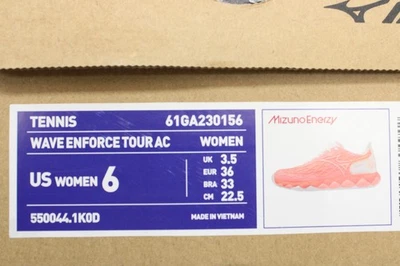 TENNIS 61GA230156
WAVE ENFORCE TOUR AC WOMEN
US WOMEN 6
UK 3.5
EUR 36
BRA 33
CM 22.5
550044.1K0D MADE IN VIETNAM
Mizuno Enerzy